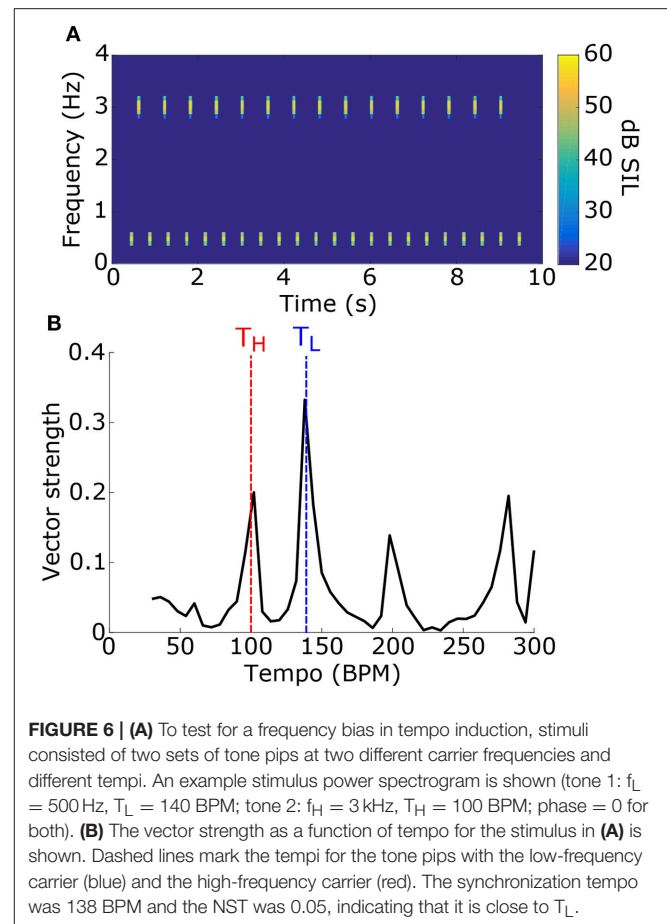 A
4
3
2
1
0
Frequency (Hz)
0 2 4 6 8 10
Time (s)
60
50
40
30
20
dB SIL
B
T_H T_L
0.4
0.3
0.2
0.1
0
Vector strength
0 50 100 150 200 250 300
Tempo (BPM)
FIGURE 6 | (A) To test for a frequency bias in tempo induction, stimuli
consisted of two sets of tone pips at two different carrier frequencies and
different tempi. An example stimulus power spectrogram is shown (tone 1: f_L
= 500 Hz, T_L = 140 BPM; tone 2: f_H = 3 kHz, T_H = 100 BPM; phase = 0 for
both). (B) The vector strength as a function of tempo for the stimulus in (A) is
shown. Dashed lines mark the tempi for the tone pips with the low-frequency
carrier (blue) and the high-frequency carrier (red). The synchronization tempo
was 138 BPM and the NST was 0.05, indicating that it is close to T_L.